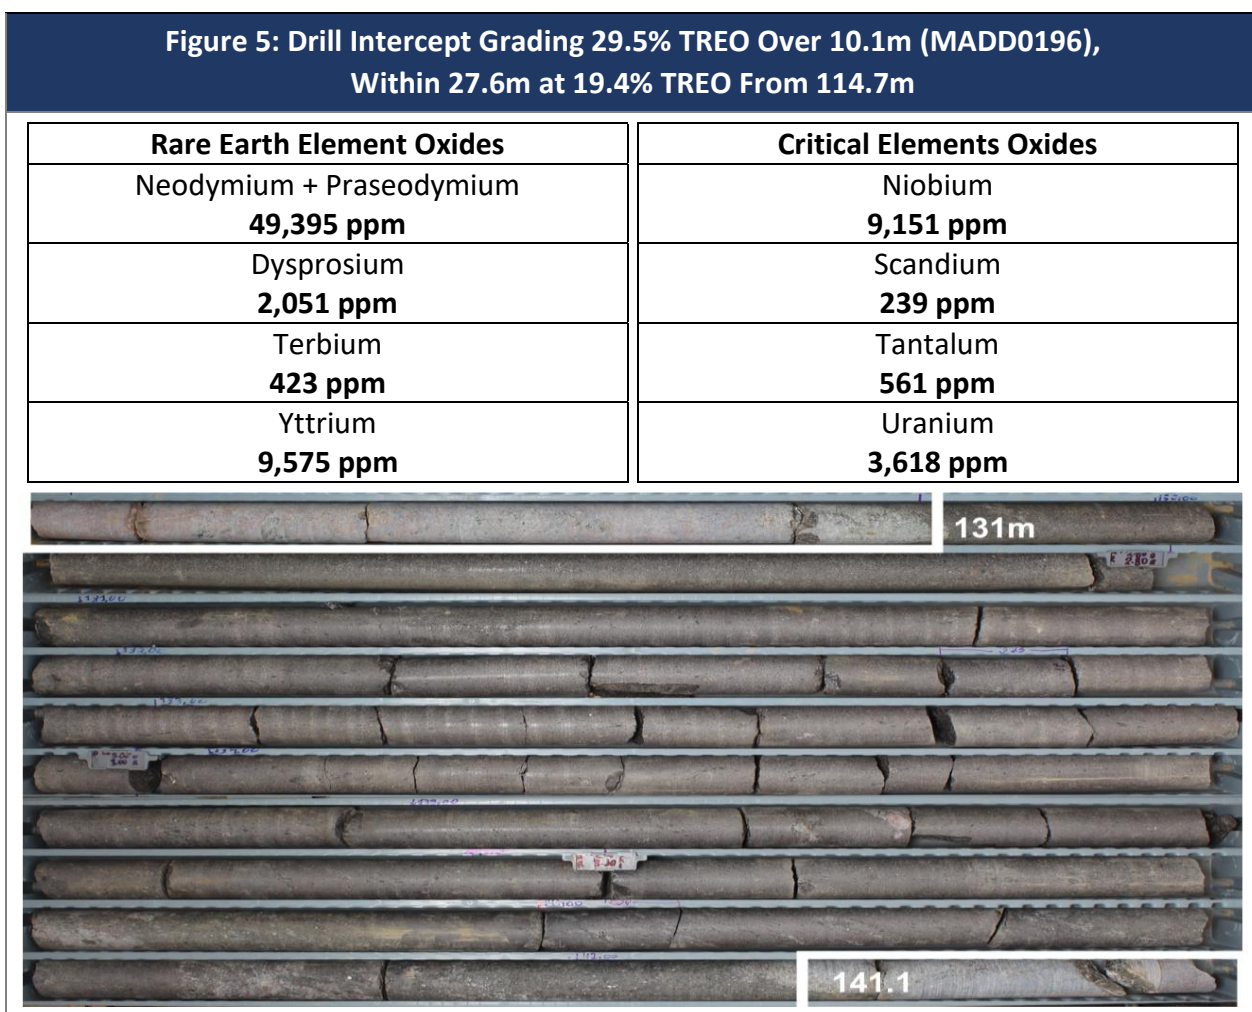 Figure 5: Drill Intercept Grading 29.5% TREO Over 10.1m (MADD0196),
Within 27.6m at 19.4% TREO From 114.7m
Rare Earth Element Oxides
Neodymium + Praseodymium
49,395 ppm
Dysprosium
2,051 ppm
Terbium
423 ppm
Yttrium
9,575 ppm
Critical Elements Oxides
Niobium
9,151 ppm
Scandium
239 ppm
Tantalum
561 ppm
Uranium
3,618 ppm
131m
141.1